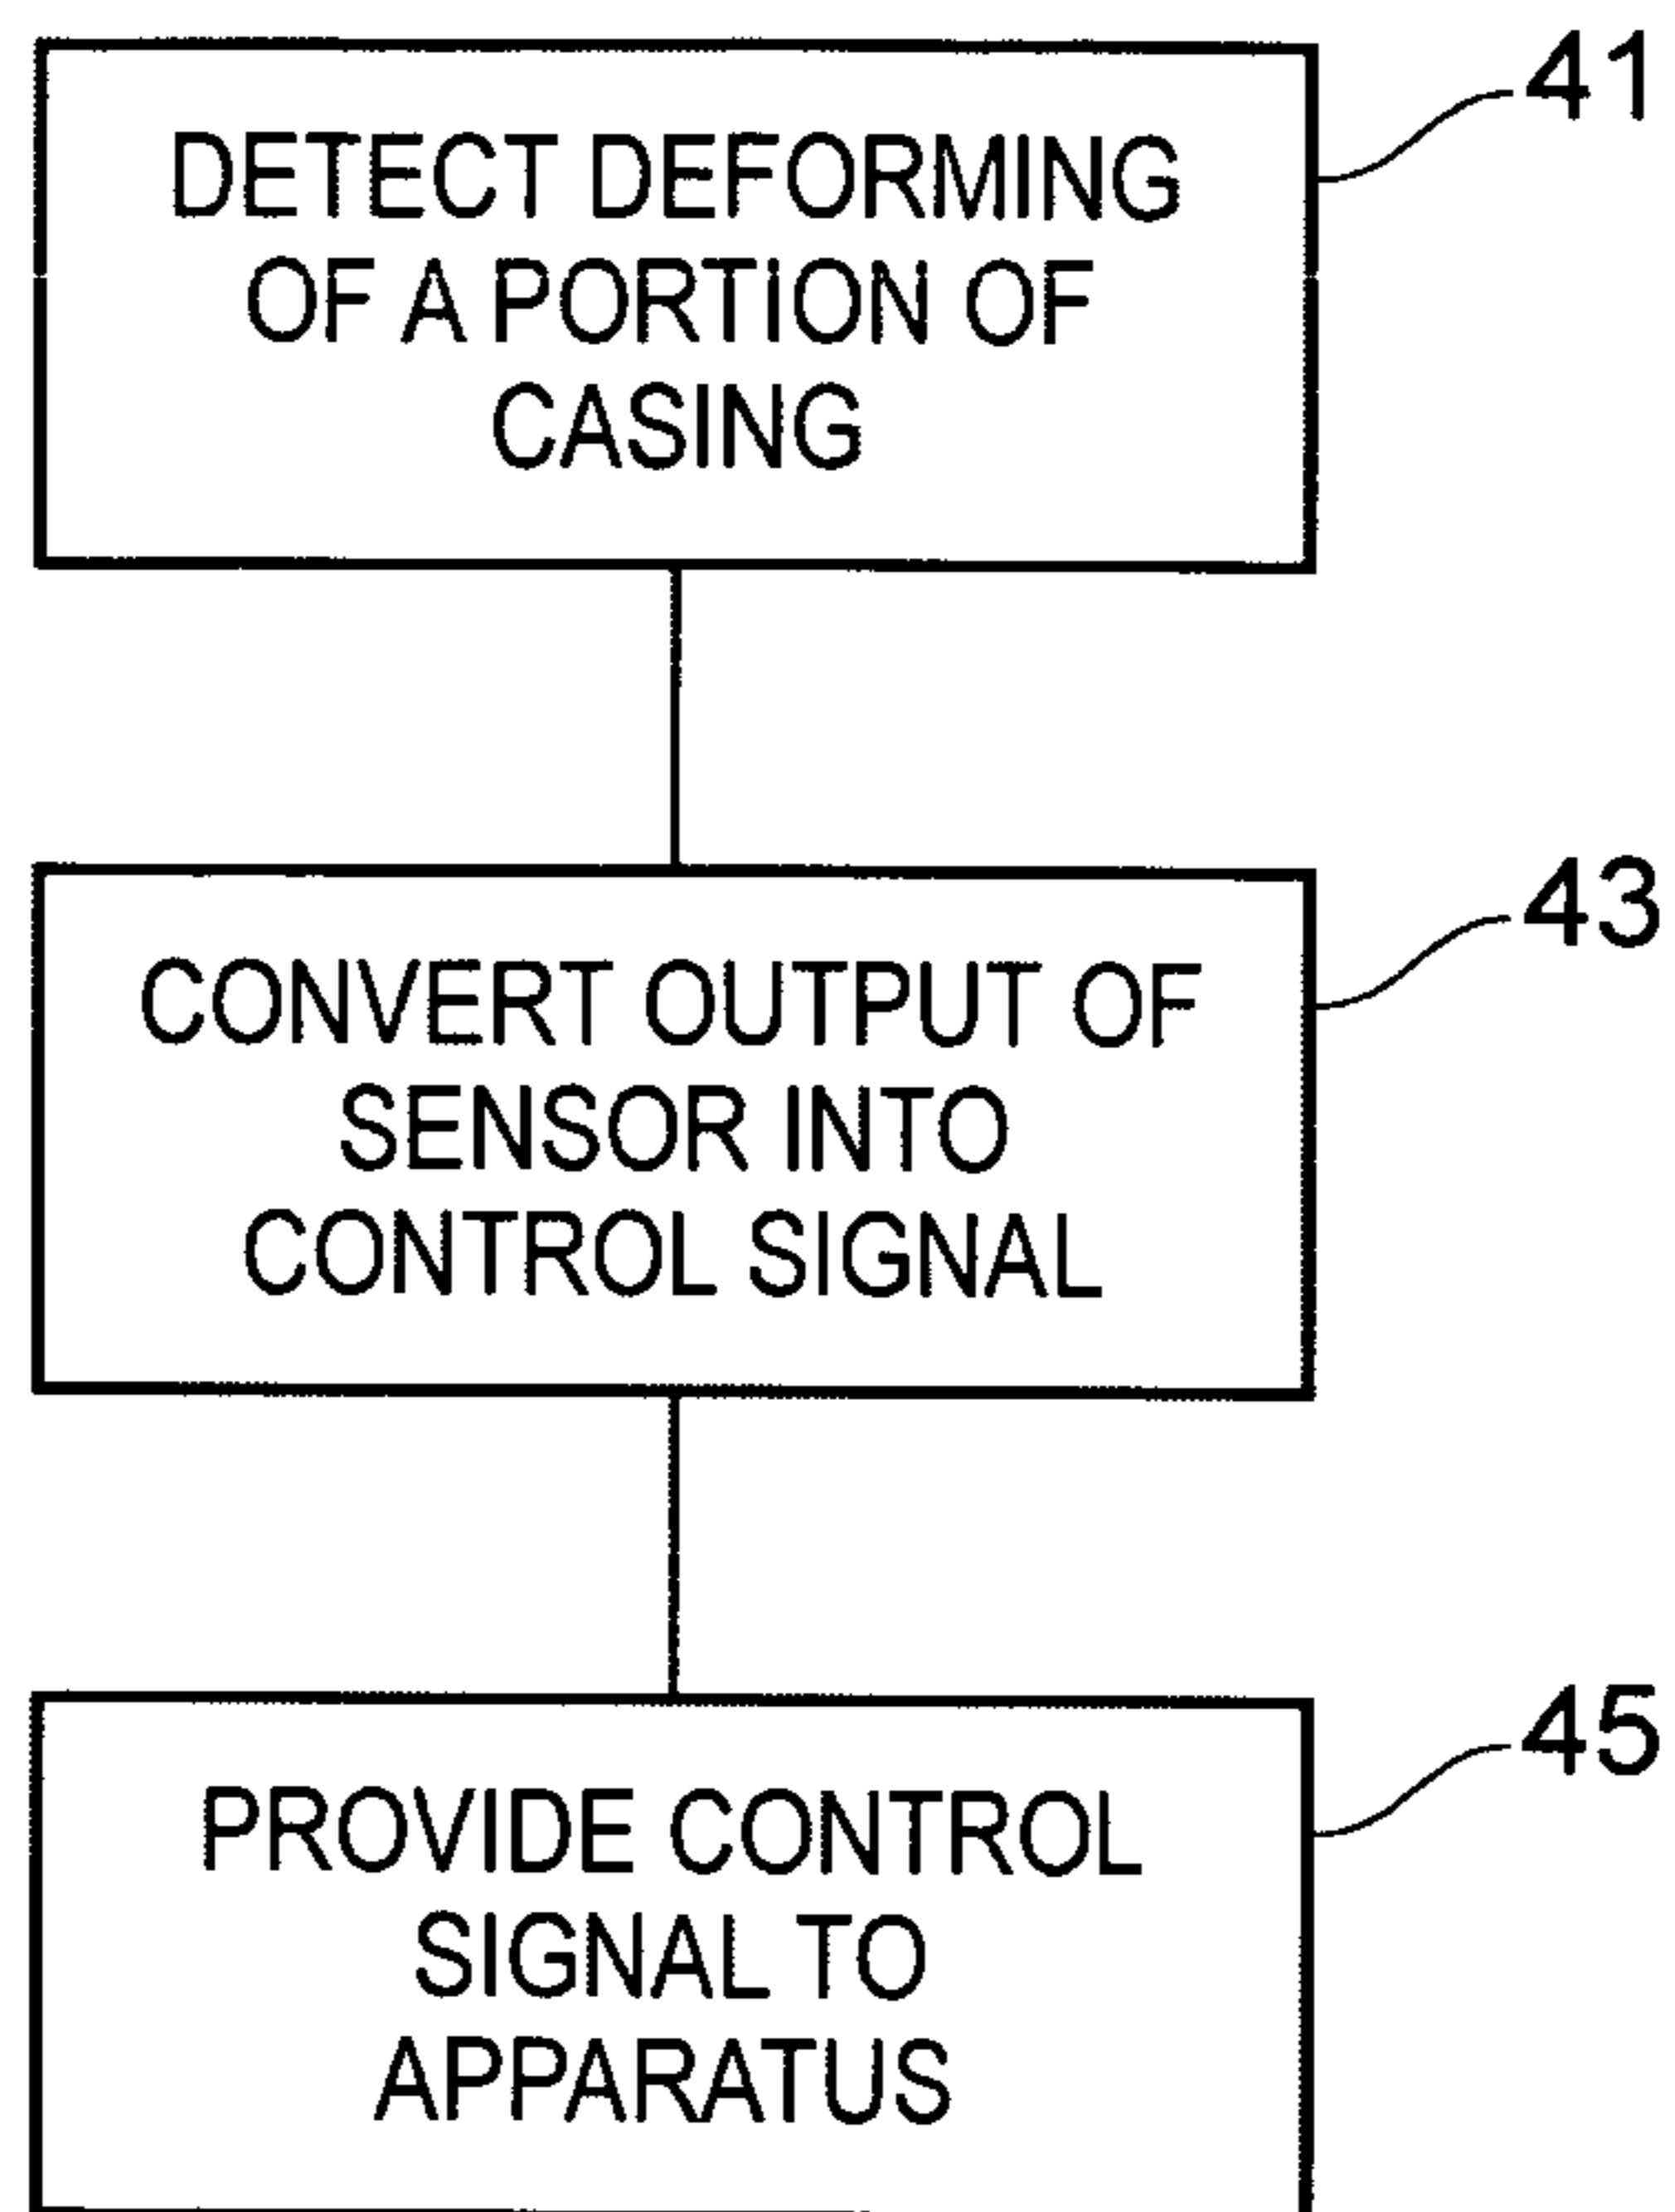 41
DETECT DEFORMING
OF A PORTION OF
CASING
43
CONVERT OUTPUT OF
SENSOR INTO
CONTROL SIGNAL
45
PROVIDE CONTROL
SIGNAL TO
APPARATUS